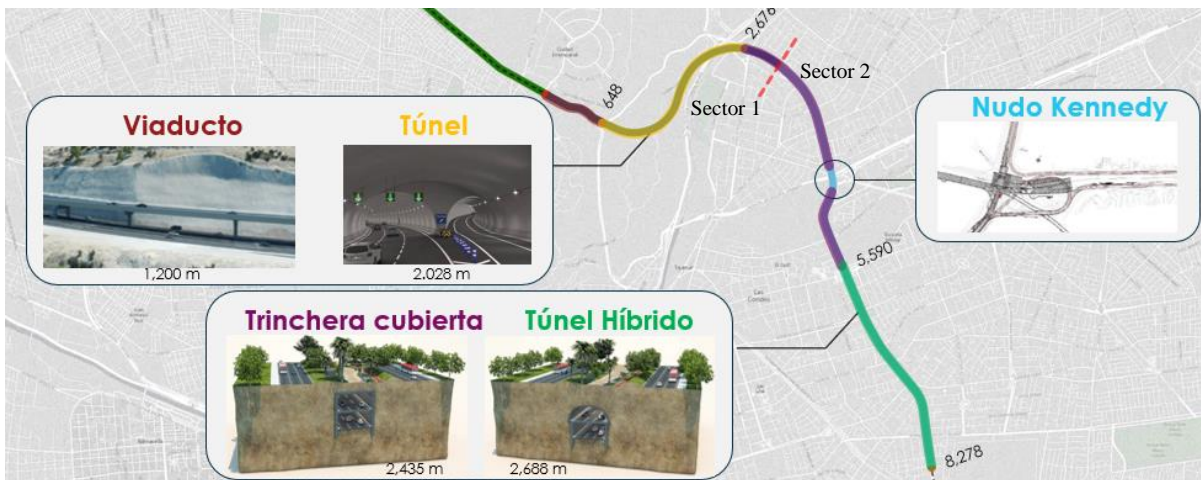 2,676
Sector 2
648
Sector 1
Viaducto
Túnel
1,200 m
2.028 m
Nudo Kennedy
5,590
Trinchera cubierta
Túnel Híbrido
2,435 m
2,688 m
8,278